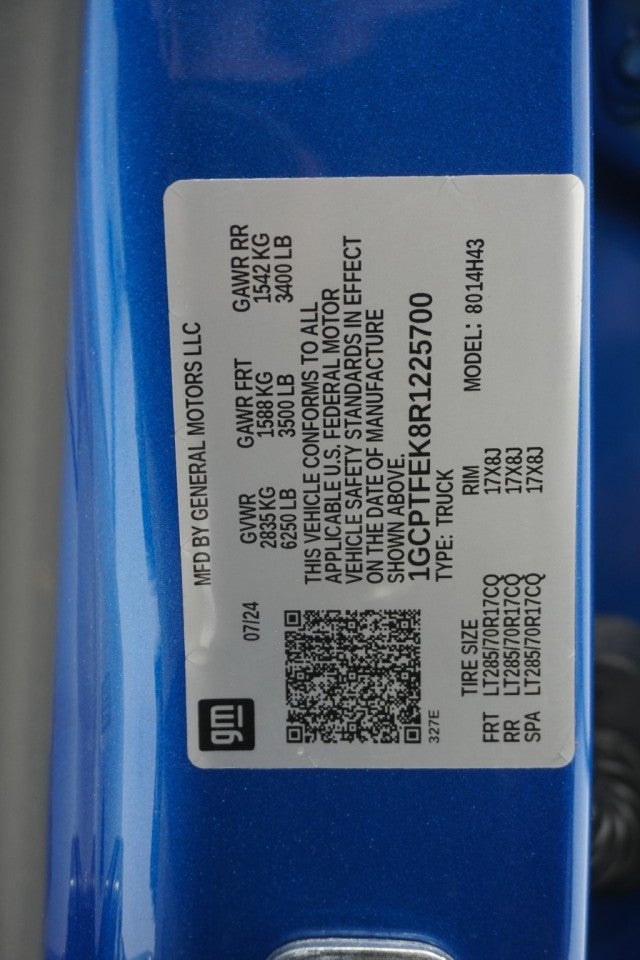 gm
MFD BY GENERAL MOTORS LLC
07/24
GVWR GAWR FRT GAWR RR
2835 KG 1588 KG 1542 KG
6250 LB 3500 LB 3400 LB
THIS VEHICLE CONFORMS TO ALL
APPLICABLE U.S. FEDERAL MOTOR
VEHICLE SAFETY STANDARDS IN EFFECT
ON THE DATE OF MANUFACTURE
SHOWN ABOVE.
1GCPTFEK8R1225700
327E
TYPE: TRUCK
TIRE SIZE RIM MODEL: 8014H43
FRT LT285/70R17CQ 17X8J
RR LT285/70R17CQ 17X8J
SPA LT285/70R17CQ 17X8J